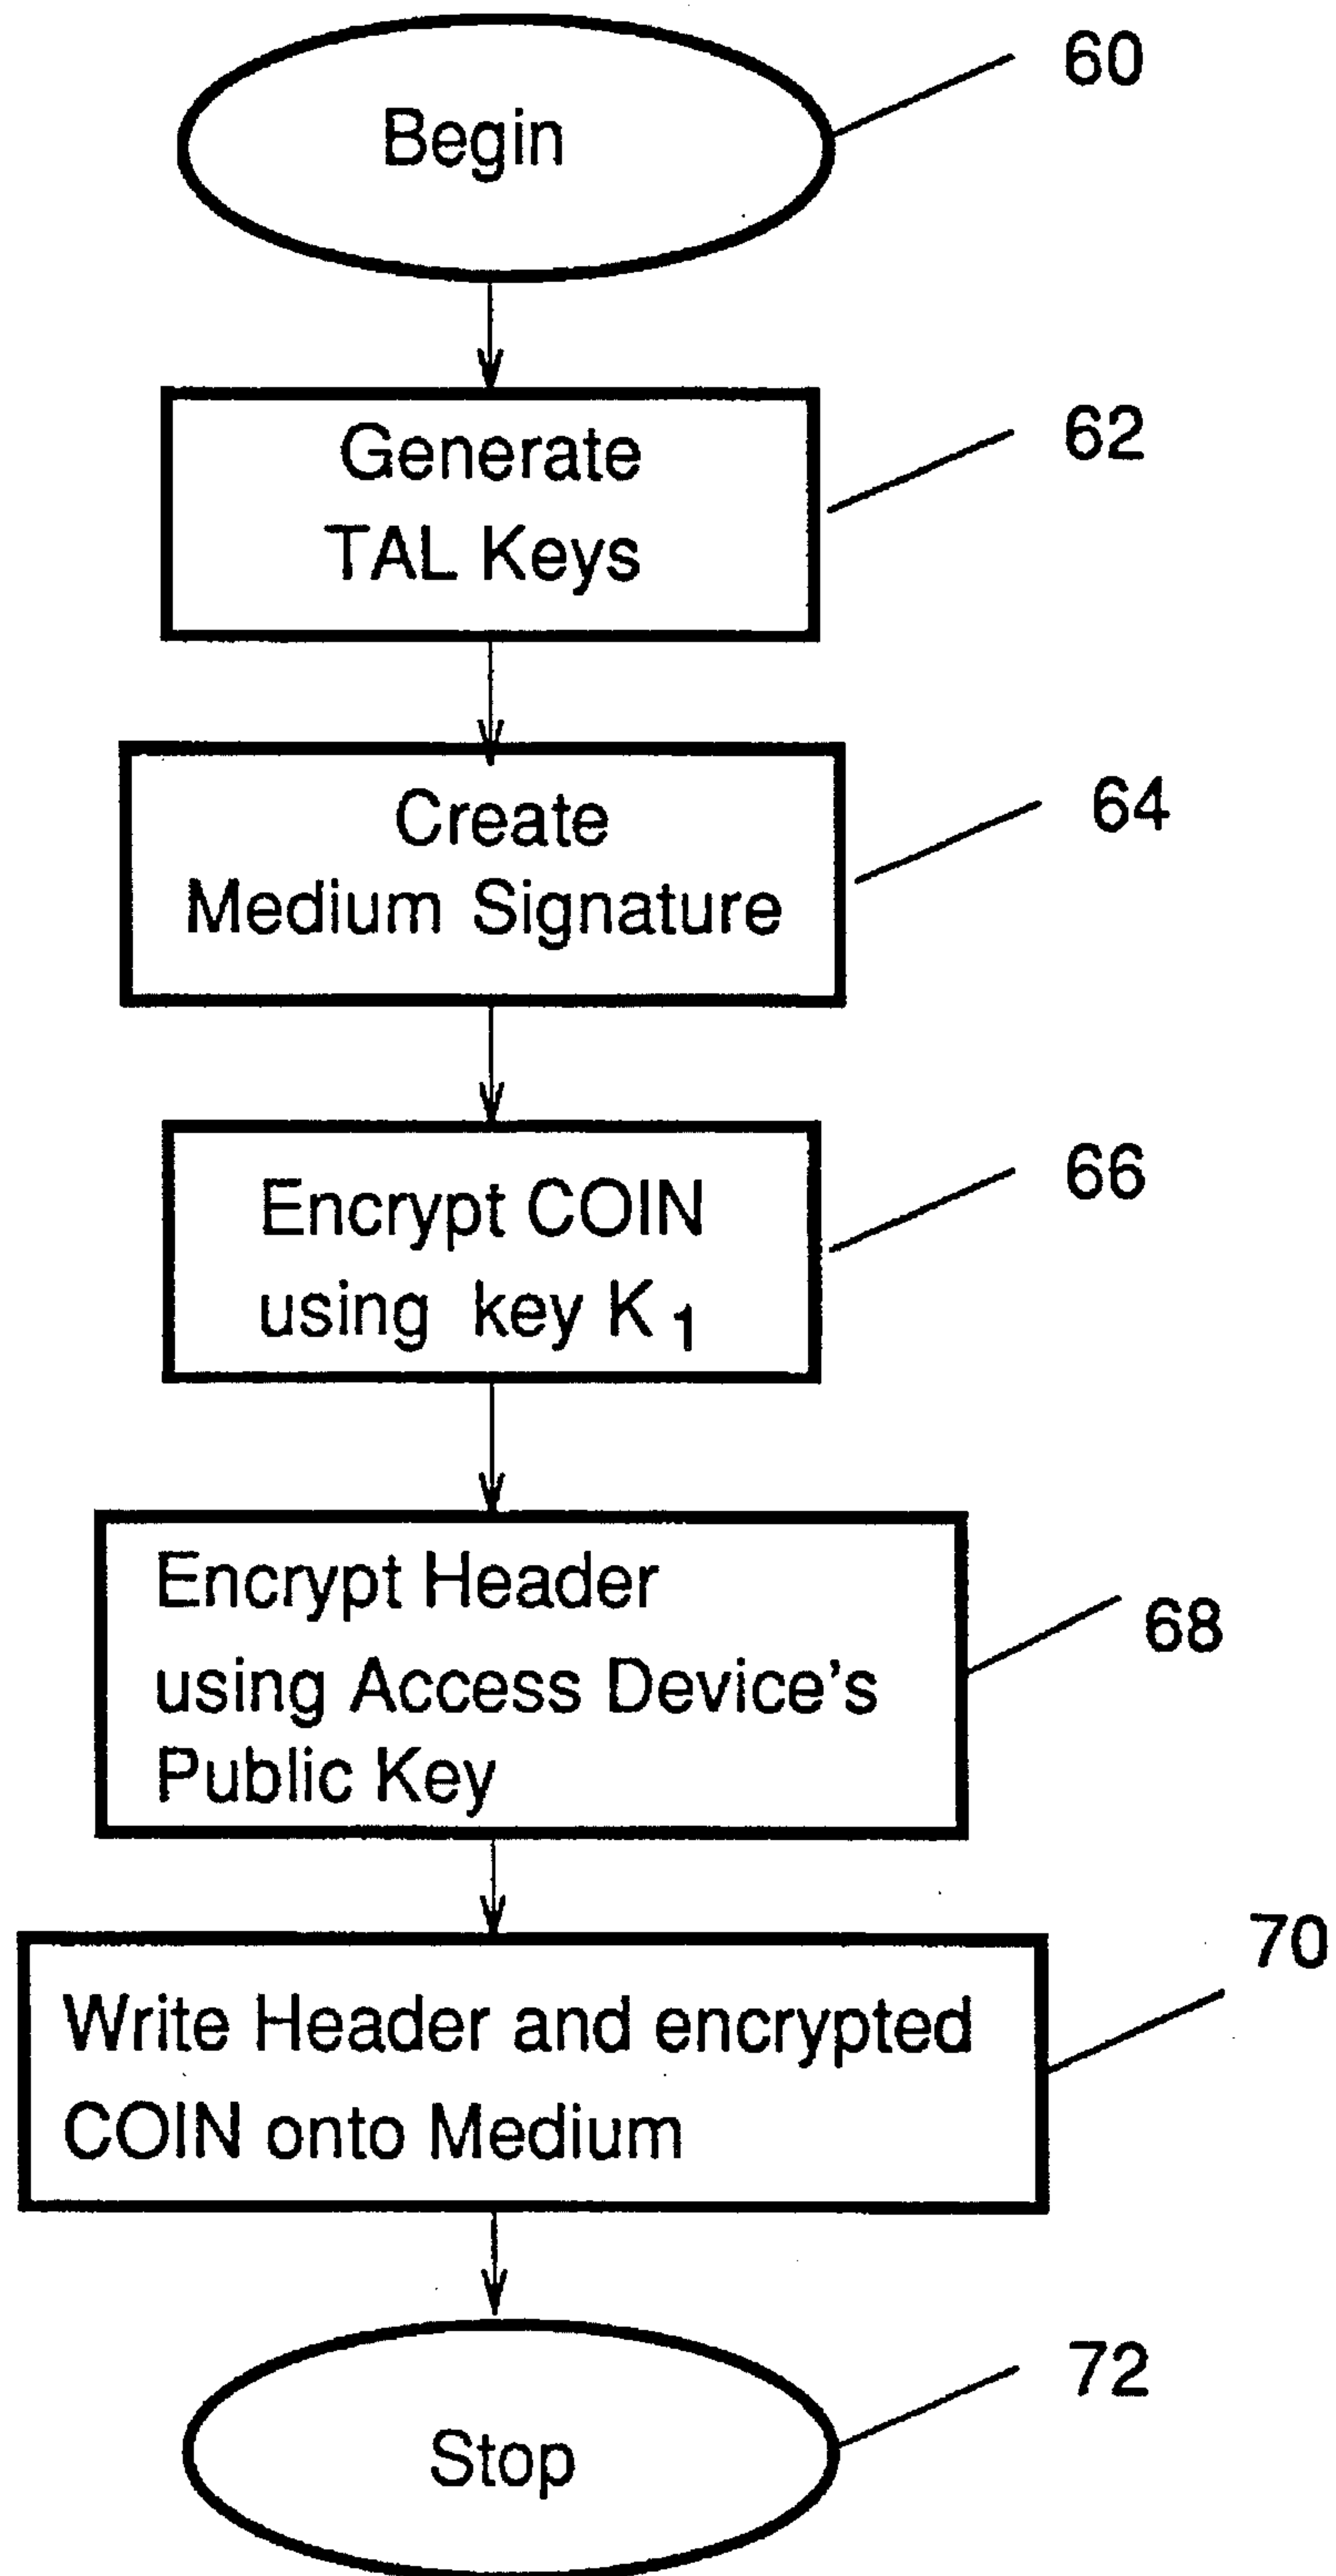 Begin
60
Generate
TAL Keys
62
Create
Medium Signature
64
Encrypt COIN
using key K1
66
Encrypt Header
using Access Device's
Public Key
68
Write Header and encrypted
COIN onto Medium
70
Stop
72